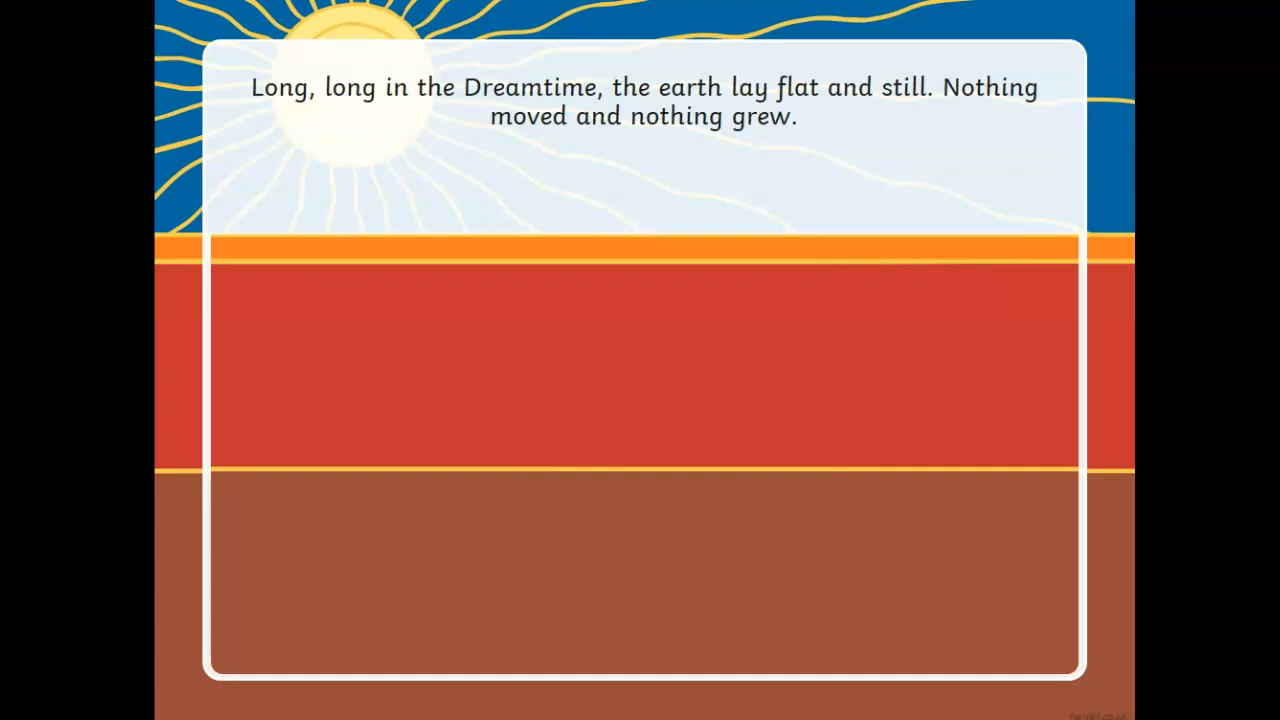 Long, long in the Dreamtime, the earth lay flat and still. Nothing
moved and nothing grew.